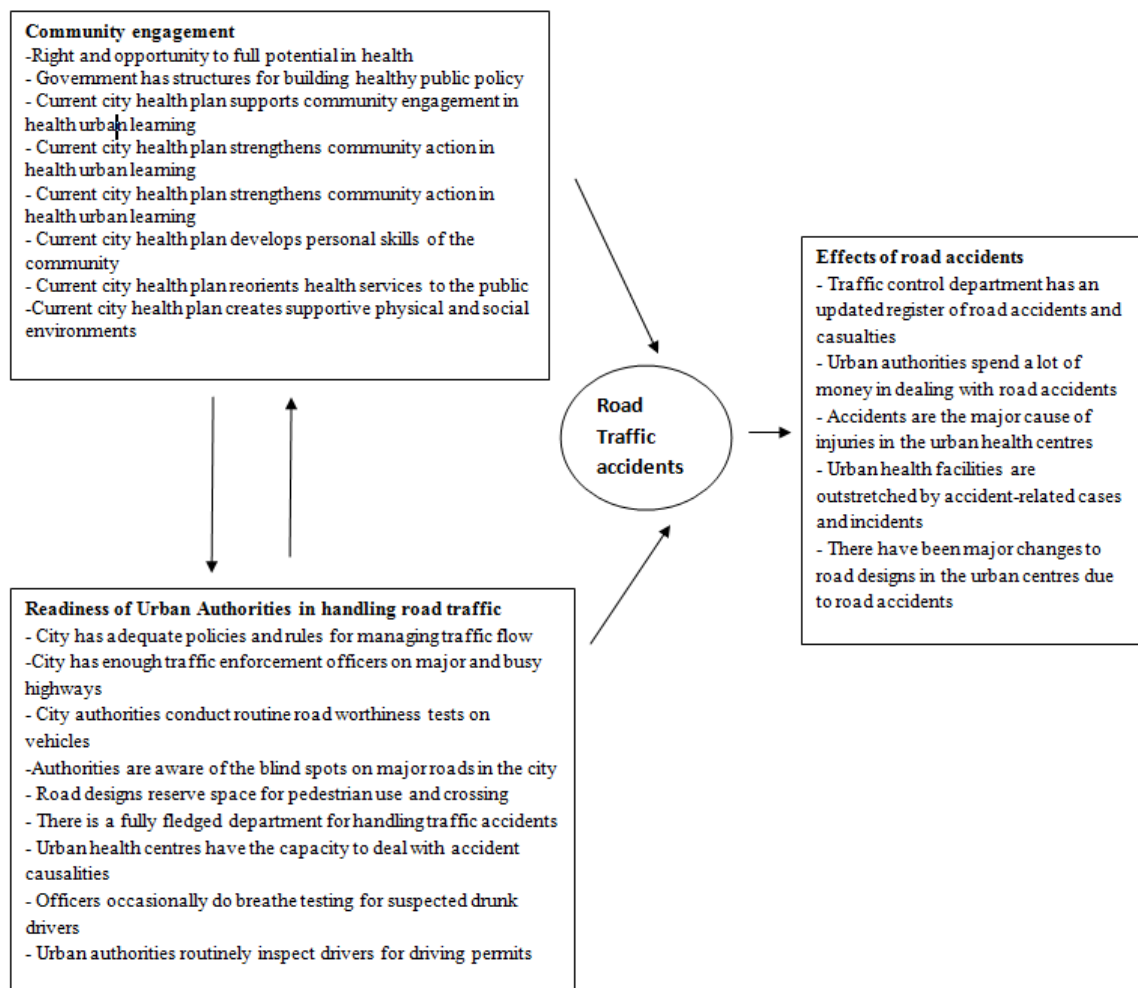 Community engagement
-Right and opportunity to full potential in health
- Government has structures for building healthy public policy
- Current city health plan supports community engagement in
health urban learning
- Current city health plan strengthens community action in
health urban learning
- Current city health plan strengthens community action in
health urban learning
- Current city health plan develops personal skills of the
community
- Current city health plan reorients health services to the public
-Current city health plan creates supportive physical and social
environments
Road
Traffic
accidents
Effects of road accidents
- Traffic control department has an
updated register of road accidents and
casualties
- Urban authorities spend a lot of
money in dealing with road accidents
- Accidents are the major cause of
injuries in the urban health centres
- Urban health facilities are
outstretched by accident-related cases
and incidents
- There have been major changes to
road designs in the urban centres due
to road accidents
Readiness of Urban Authorities in handling road traffic
- City has adequate policies and rules for managing traffic flow
-City has enough traffic enforcement officers on major and busy
highways
- City authorities conduct routine road worthiness tests on
vehicles
-Authorities are aware of the blind spots on major roads in the city
- Road designs reserve space for pedestrian use and crossing
- There is a fully fledged department for handling traffic accidents
- Urban health centres have the capacity to deal with accident
causalities
- Officers occasionally do breathe testing for suspected drunk
drivers
- Urban authorities routinely inspect drivers for driving permits